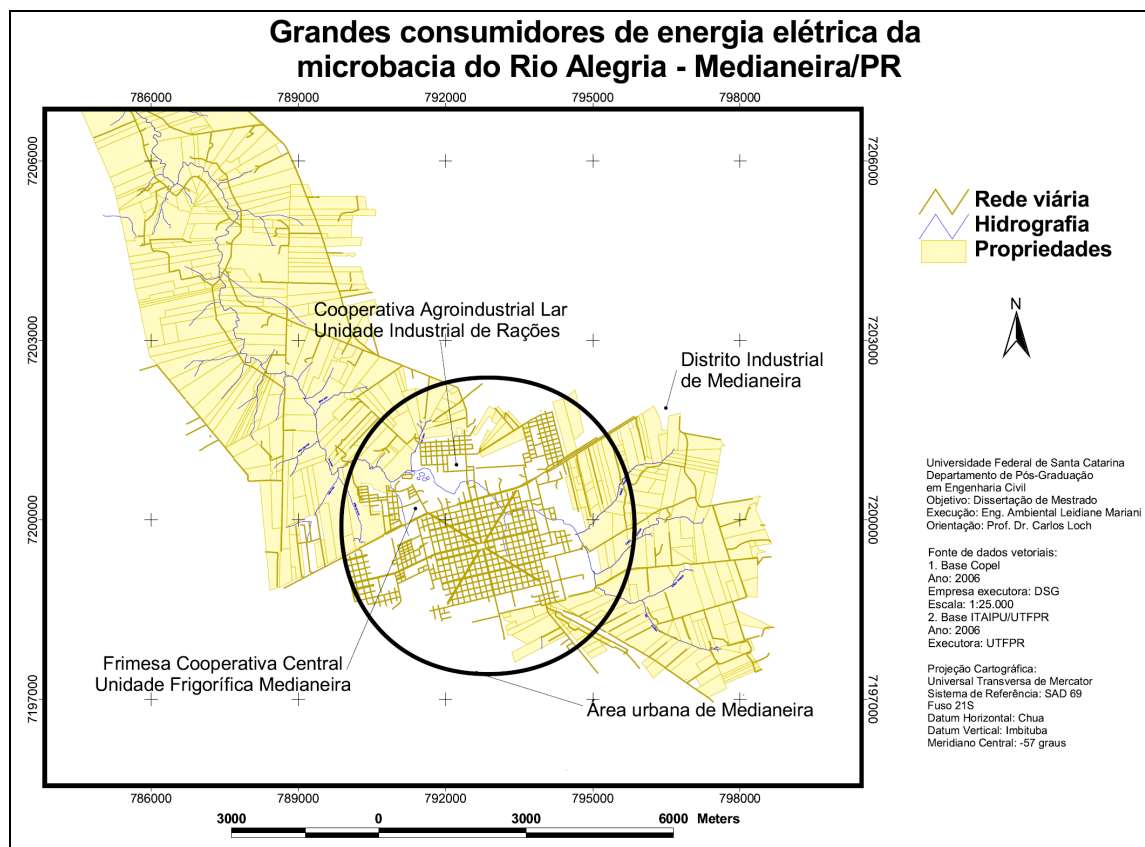 Grandes consumidores de energia elétrica da
microbacia do Rio Alegria - Medianeira/PR
786000
789000
792000
795000
798000
7206000
7206000
Rede viária
Hidrografia
Propriedades
N
Cooperativa Agroindustrial Lar
Unidade Industrial de Rações
7203000
7203000
Distrito Industrial
de Medianeira
Universidade Federal de Santa Catarina
Departamento de Pós-Graduação
em Engenharia Civil
Objetivo: Dissertação de Mestrado
Execução: Eng. Ambiental Leidiane Mariani
Orientação: Prof. Dr. Carlos Loch
7200000
7200000
Fonte de dados vetoriais:
1. Base Copel
Ano: 2006
Empresa executora: DSG
Escala: 1:25.000
2. Base ITAIPU/UTFPR
Ano: 2006
Executora: UTFPR
Frimesa Cooperativa Central
Unidade Frigorífica Medianeira
7197000
7197000
Área urbana de Medianeira
Projeção Cartográfica:
Universal Transversa de Mercator
Sistema de Referência: SAD 69
Fuso 21S
Datum Horizontal: Chua
Datum Vertical: Imbituba
Meridiano Central: -57 graus
786000
789000
792000
795000
798000
3000
0
3000
6000 Meters